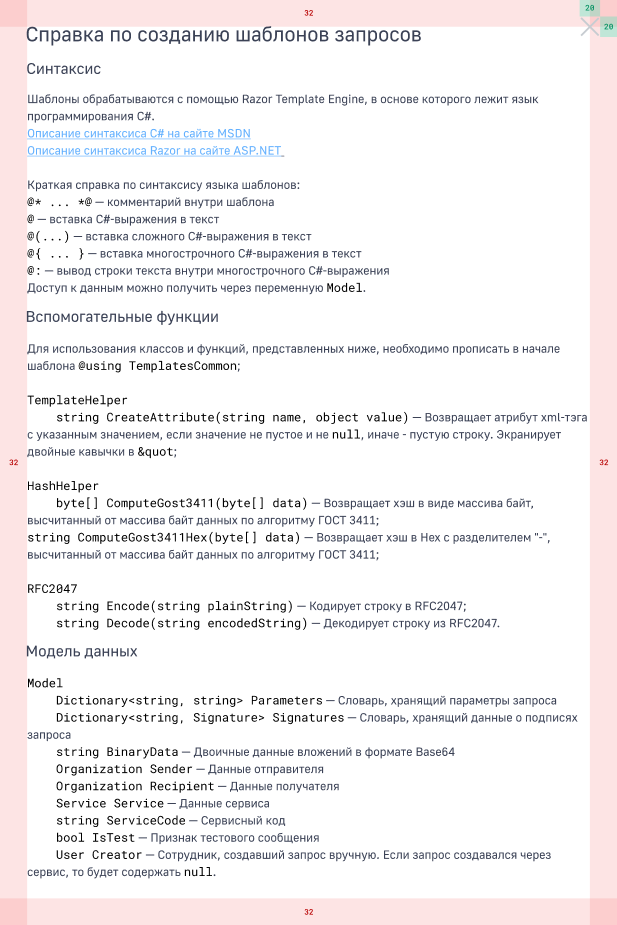 32
20
20
Справка по созданию шаблонов запросов
Синтаксис
Шаблоны обрабатываются с помощью Razor Template Engine, в основе которого лежит язык
программирования C#.
Описание синтаксиса C# на сайте MSDN
Описание синтаксиса Razor на сайте ASP.NET
Краткая справка по синтаксису языка шаблонов:
@* ... *@ — комментарий внутри шаблона
@ — вставка C#-выражения в текст
@(...) — вставка сложного C#-выражения в текст
@{ ... } — вставка многострочного C#-выражения в текст
@: — вывод строки текста внутри многострочного C#-выражения
Доступ к данным можно получить через переменную Model.
Вспомогательные функции
Для использования классов и функций, представленных ниже, необходимо прописать в начале
шаблона @using TemplatesCommon;
TemplateHelper
string CreateAttribute(string name, object value) — Возвращает атрибут xml-тэга
с указанным значением, если значение не пустое и не null, иначе - пустую строку. Экранирует
двойные кавычки в &quot;
32
32
HashHelper
byte[] ComputeGost3411(byte[] data) — Возвращает хэш в виде массива байт,
высчитанный от массива байт данных по алгоритму ГОСТ 3411;
string ComputeGost3411Hex(byte[] data) — Возвращает хэш в Hex с разделителем "-",
высчитанный от массива байт данных по алгоритму ГОСТ 3411;
RFC2047
string Encode(string plainString) — Кодирует строку в RFC2047;
string Decode(string encodedString) — Декодирует строку из RFC2047.
Модель данных
Model
Dictionary<string, string> Parameters — Словарь, хранящий параметры запроса
Dictionary<string, Signature> Signatures — Словарь, хранящий данные о подписях
запроса
string BinaryData — Двоичные данные вложений в формате Base64
Organization Sender — Данные отправителя
Organization Recipient — Данные получателя
Service Service — Данные сервиса
string ServiceCode — Сервисный код
bool IsTest — Признак тестового сообщения
User Creator — Сотрудник, создавший запрос вручную. Если запрос создавался через
сервис, то будет содержать null.
32